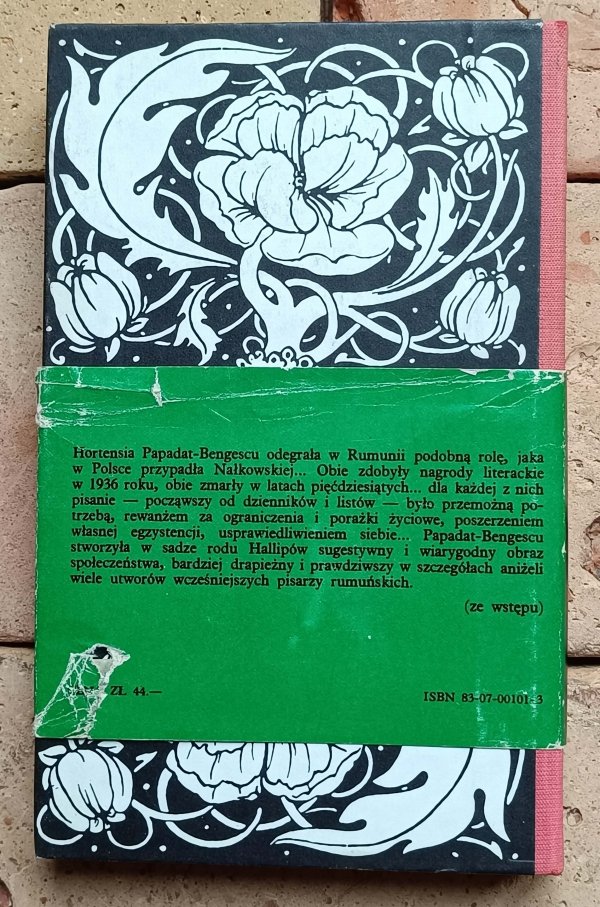 Hortensia Papadat-Bengescu odegrała w Rumunii podobną rolę, jaka
w Polsce przypadła Nałkowskiej... Obie zdobyły nagrody literackie
w 1936 roku, obie zmarły w latach pięćdziesiątych... dla każdej z nich
pisanie — począwszy od dzienników i listów — było przemożną po-
trzebą, rewanżem za ograniczenia i porażki życiowe, poszerzeniem
własnej egzystencji, usprawiedliwieniem siebie... Papadat-Bengescu
stworzyła w sadze rodu Hallipów sugestywny i wiarygodny obraz
społeczeństwa, bardziej drapieżny i prawdziwszy w szczegółach aniżeli
wiele utworów wcześniejszych pisarzy rumuńskich.
(ze wstępu)
ZŁ 44.—
ISBN 83-07-00101-3